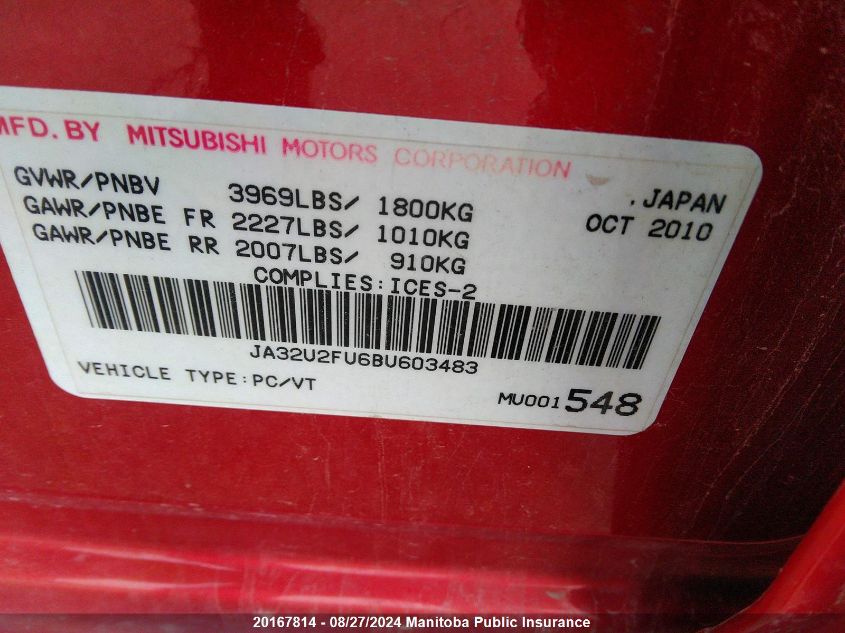 MFD. BY MITSUBISHI MOTORS CORPORATION
GVWR/PNBV 3969LBS/ 1800KG .JAPAN
GAWR/PNBE FR 2227LBS/ 1010KG OCT 2010
GAWR/PNBE RR 2007LBS/ 910KG
COMPLIES:ICES-2
JA32U2FU6BU603483
VEHICLE TYPE:PC/VT MU001548
20167814 - 08/27/2024 Manitoba Public Insurance